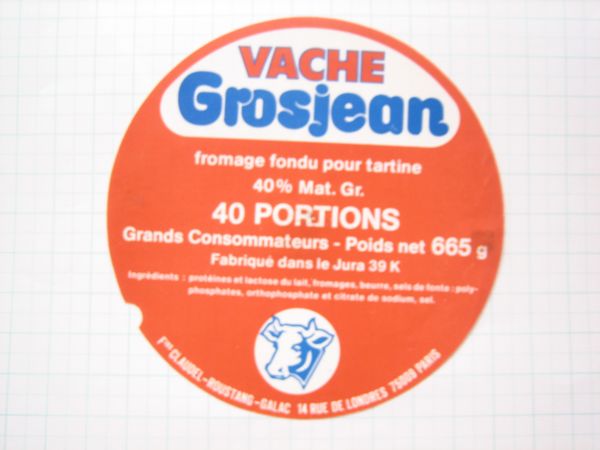 VACHE
Grosjean
fromage fondu pour tartine
40% Mat. Gr.
40 PORTIONS
Grands Consommateurs - Poids net 665 g
Fabriqué dans le Jura 39 K
Ingrédients : protéines et lactose du lait, fromages, beurre, sels de fonte : poly-
phosphates, orthophosphate et citrate de sodium, sel.
Fies CLAUDEL-ROUSTANG-GALAC 14 RUE DE LONDRES 75009 PARIS